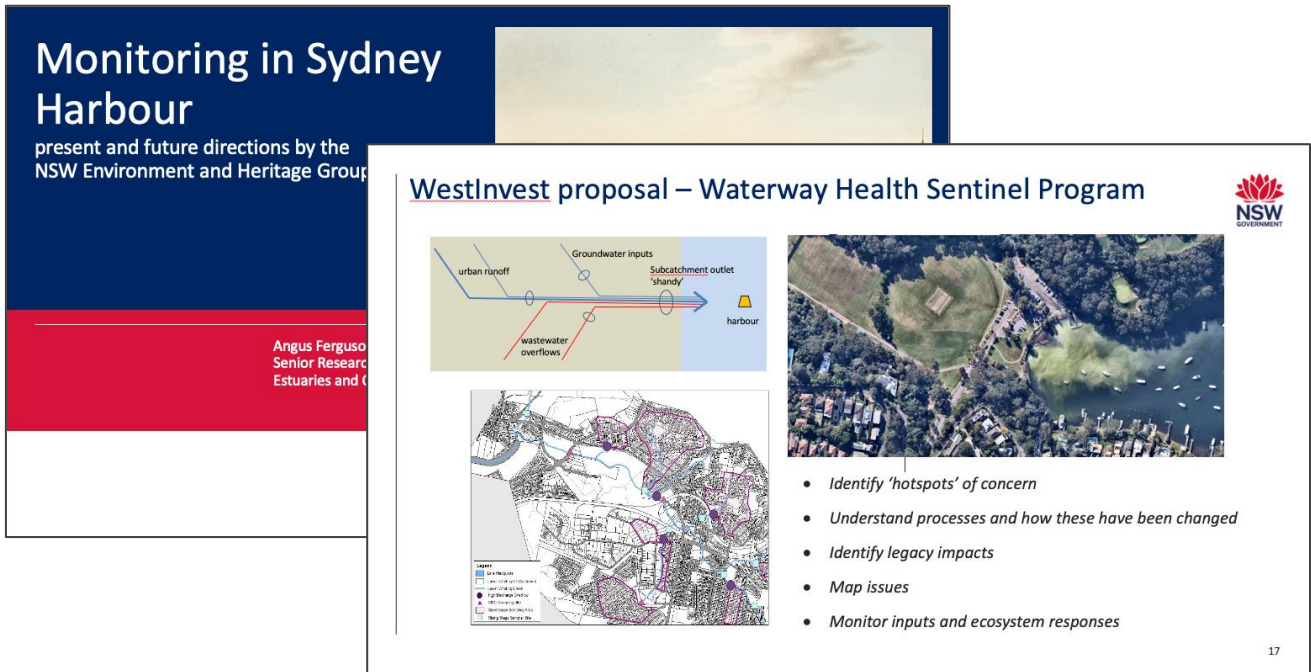 Monitoring in Sydney
Harbour
present and future directions by the
NSW Environment and Heritage Group
Angus
Senior
Estuaries and
WestInvest proposal – Waterway Health Sentinel Program
NSW
GOVERNMENT
urban runoff
Groundwater inputs
Subcatchment outlet
'shandy'
harbour
wastewater
overflows
Legend
• Identify 'hotspots' of concern
• Understand processes and how these have been changed
• Identify legacy impacts
• Map issues
• Monitor inputs and ecosystem responses
17